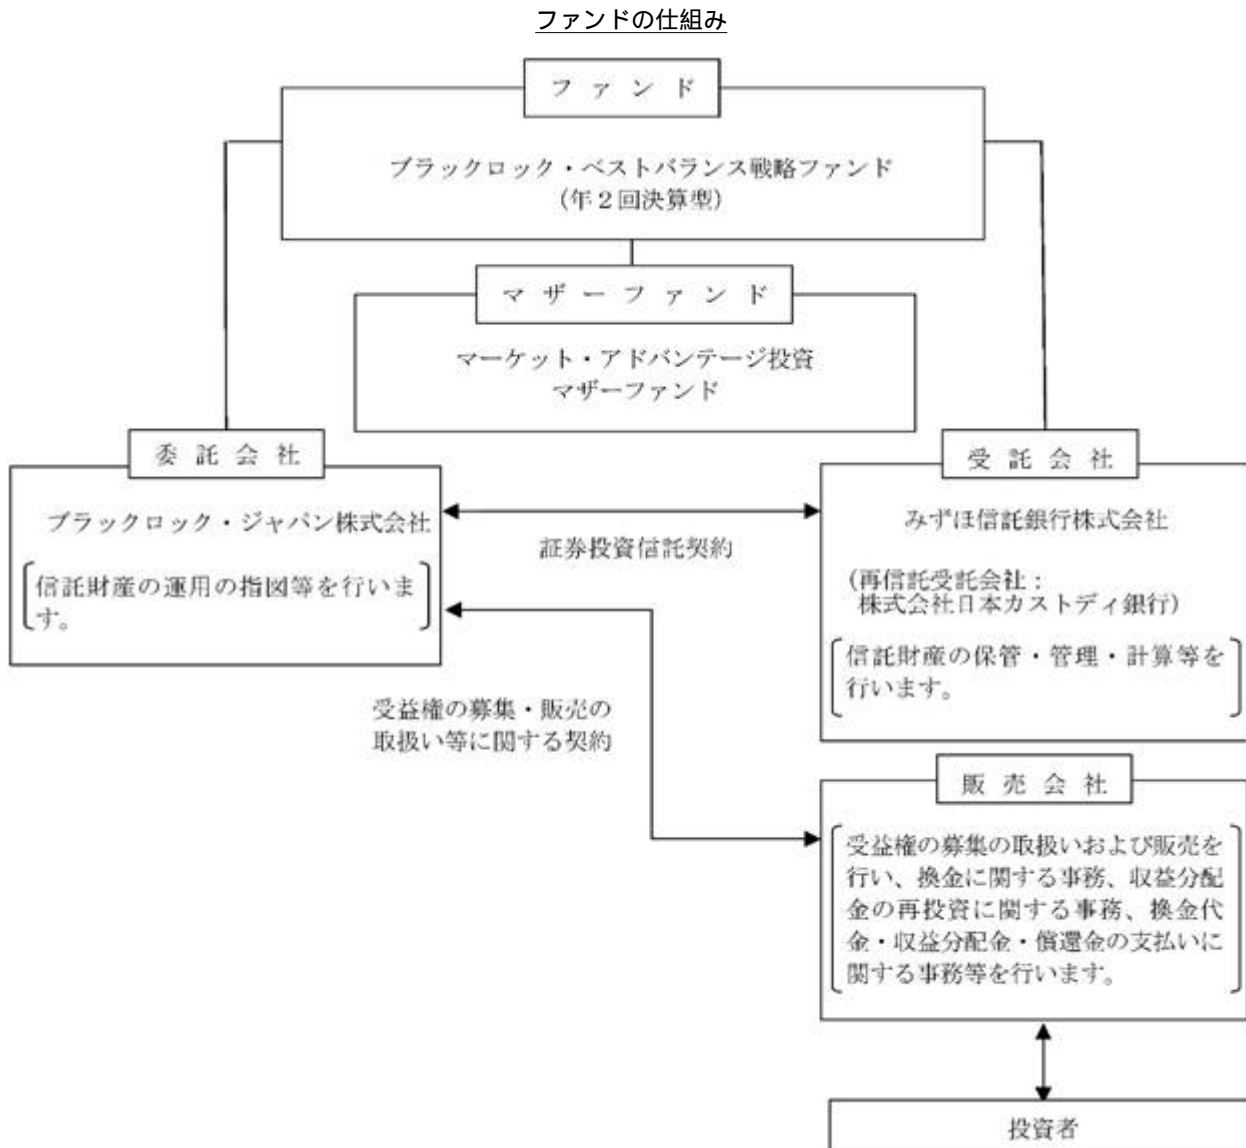 ファンドの仕組み
ファンド
ブラックロック・ベストバランス戦略ファンド
(年２回決算型)
マザーファンド
マーケット・アドバンテージ投資
マザーファンド
委託会社
ブラックロック・ジャパン株式会社
信託財産の運用の指図等を行いま
す。
証券投資信託契約
受託会社
みずほ信託銀行株式会社
(再信託受託会社：
株式会社日本カストディ銀行)
信託財産の保管・管理・計算等を
行います。
受益権の募集・販売の
取扱い等に関する契約
販売会社
受益権の募集の取扱いおよび販売を
行い、換金に関する事務、収益分配
金の再投資に関する事務、換金代
金・収益分配金・償還金の支払いに
関する事務等を行います。
投資者